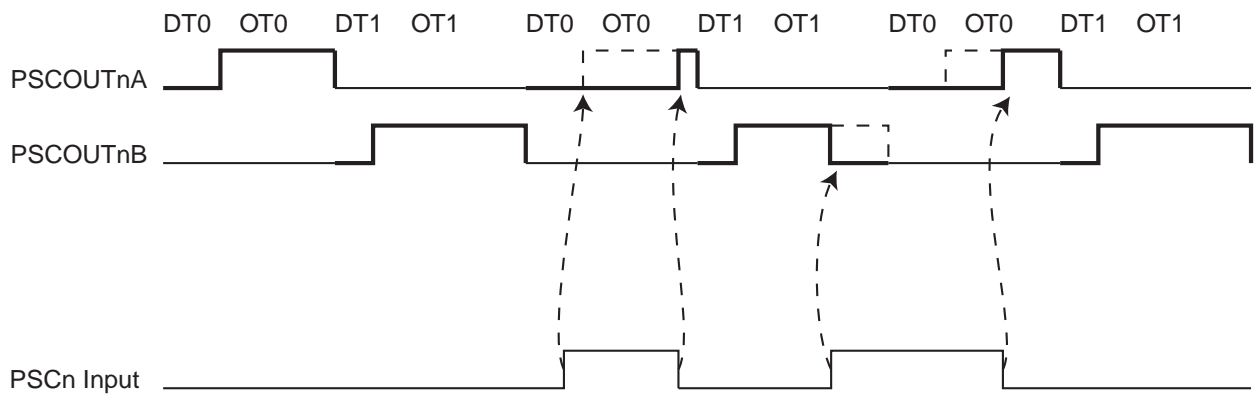 DT0 OT0 DT1 OT1 DT0 OT0 DT1 OT1 DT0 OT0 DT1 OT1
PSCOUTnA
PSCOUTnB
PSCn Input